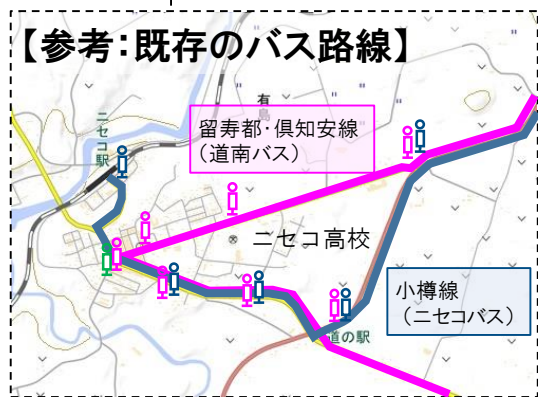 【参考：既存のバス路線】
有島
留寿都・倶知安線
（道南バス）
ニセコ駅
ニセコ高校
小樽線
（ニセコバス）
道の駅